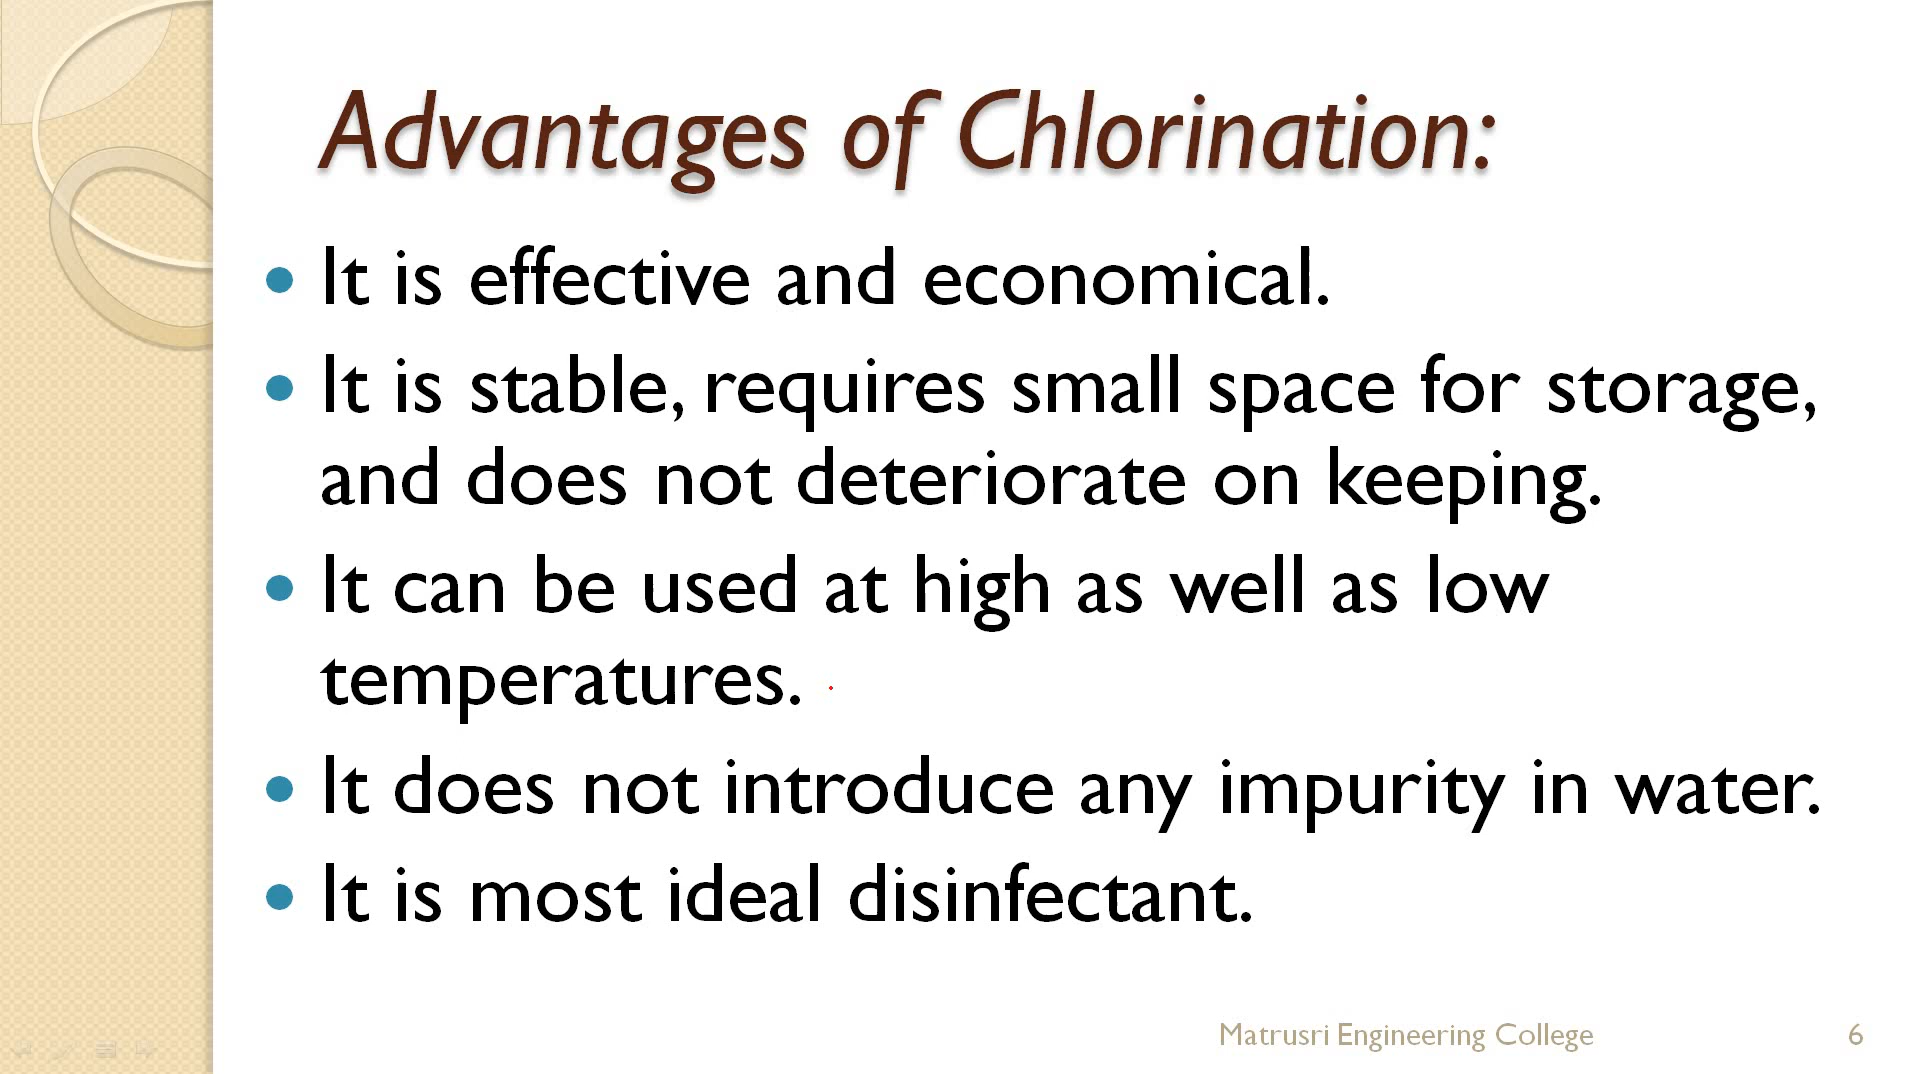 Advantages of Chlorination:
It is effective and economical.
It is stable, requires small space for storage,
and does not deteriorate on keeping.
It can be used at high as well as low
temperatures.
It does not introduce any impurity in water.
It is most ideal disinfectant.
Matrusri Engineering College 6